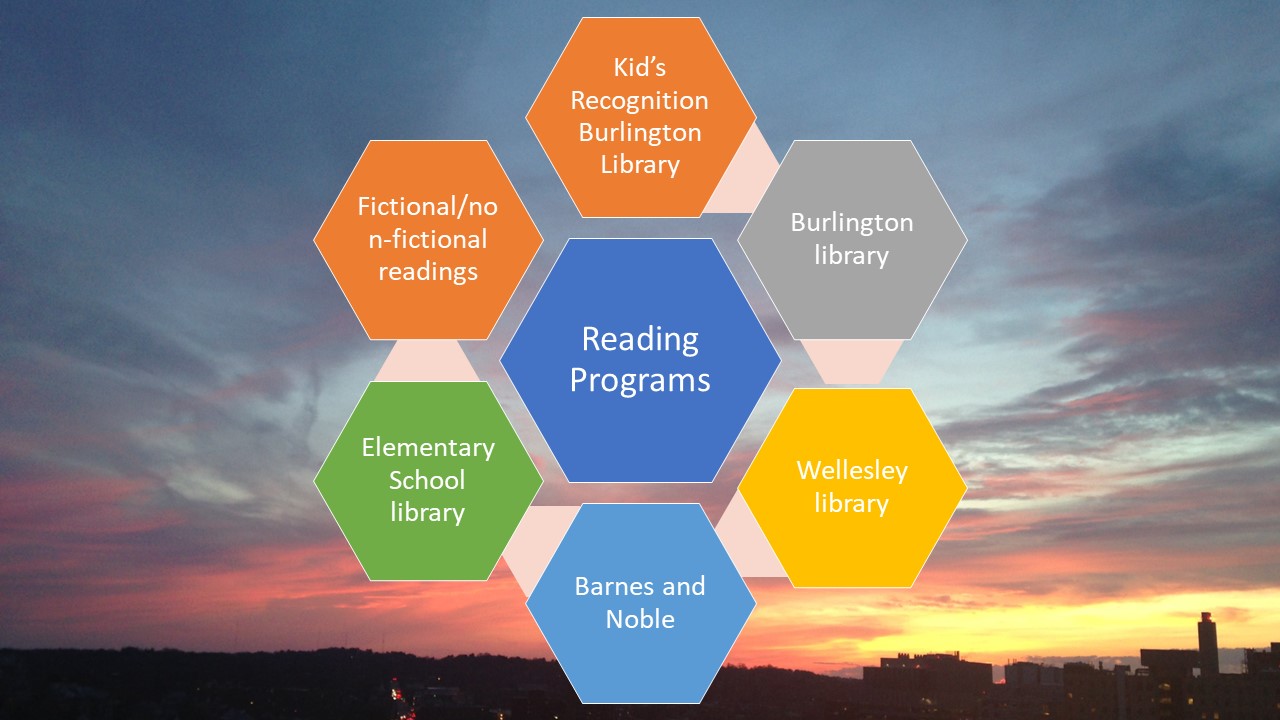 Kid’s
Recognition
Burlington
Library
Burlington
library
Wellesley
library
Barnes and
Noble
Elementary
School
library
Fictional/no
n-fictional
readings
Reading
Programs